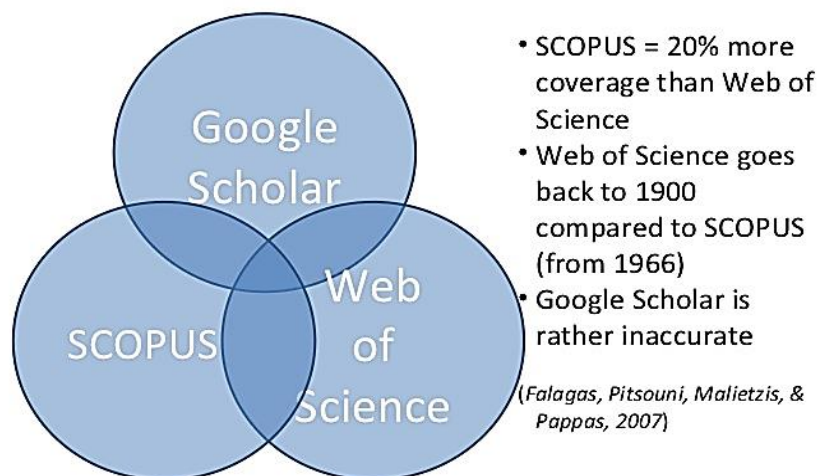 Google
Scholar
SCOPUS
Web
of
Science
• SCOPUS = 20% more
coverage than Web of
Science
• Web of Science goes
back to 1900
compared to SCOPUS
(from 1966)
• Google Scholar is
rather inaccurate
(Falagas, Pitsouni, Malietzis, &
Pappas, 2007)